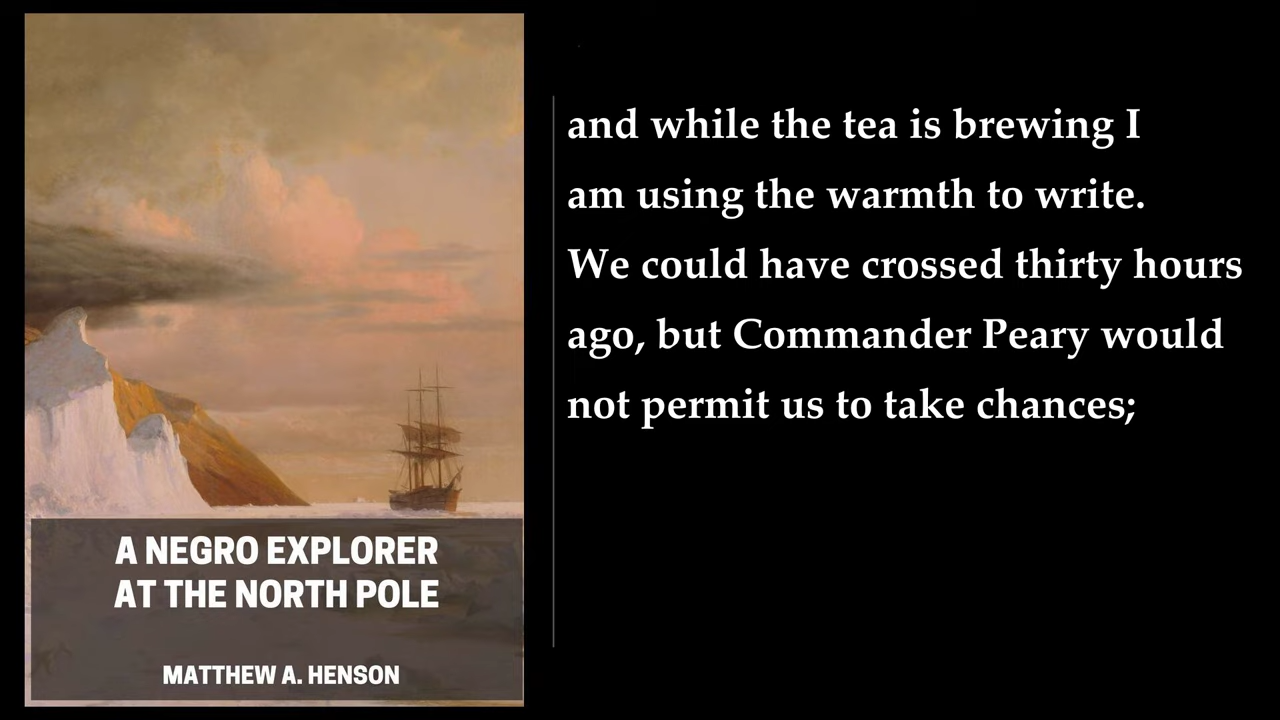 and while the tea is brewing I
am using the warmth to write.
We could have crossed thirty hours
ago, but Commander Peary would
not permit us to take chances;
A NEGRO EXPLORER
AT THE NORTH POLE
MATTHEW A. HENSON